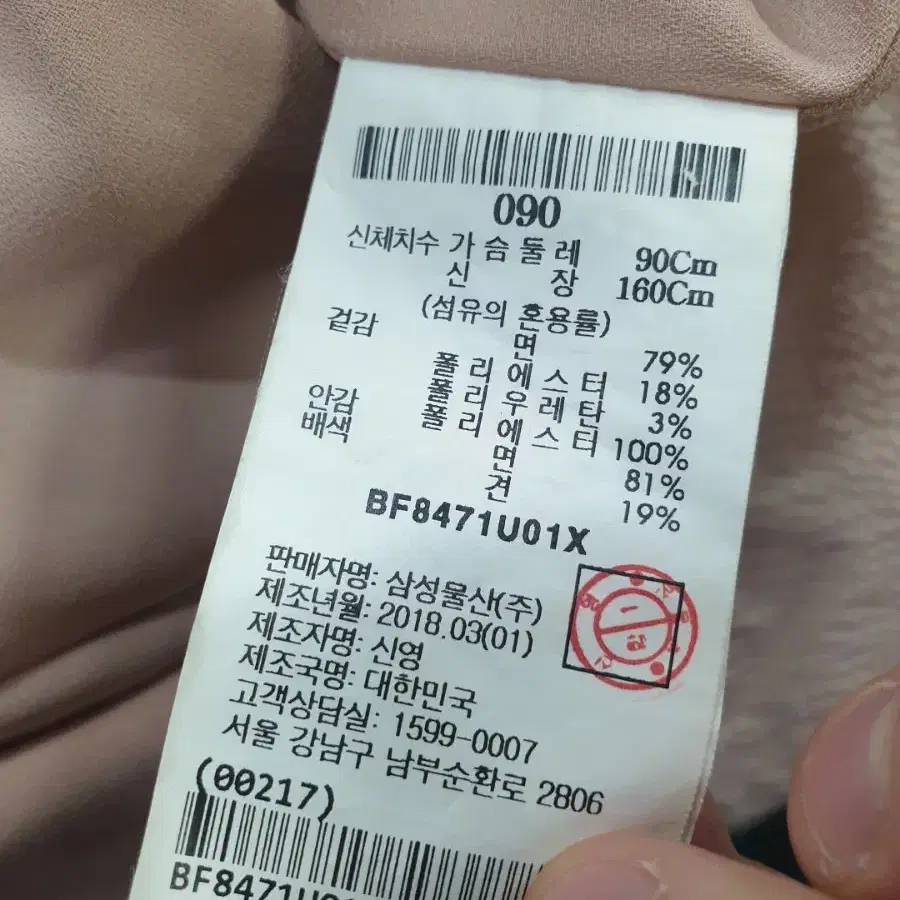 090
신체치수 가 슴 둘 레 90Cm
신 장 160Cm
(섬유의 혼용률)
겉감 면 79%
폴 리 에 스 터 18%
폴 리 우 레 탄 3%
안감 폴 리 에 스 터 100%
배색 면 81%
견 19%
BF8471U01X
판매자명: 삼성물산(주)
제조년월: 2018.03(01)
제조자명: 신영
제조국명: 대한민국
고객상담실: 1599-0007
서울 강남구 남부순환로 2806
(00217)
BF8471U0